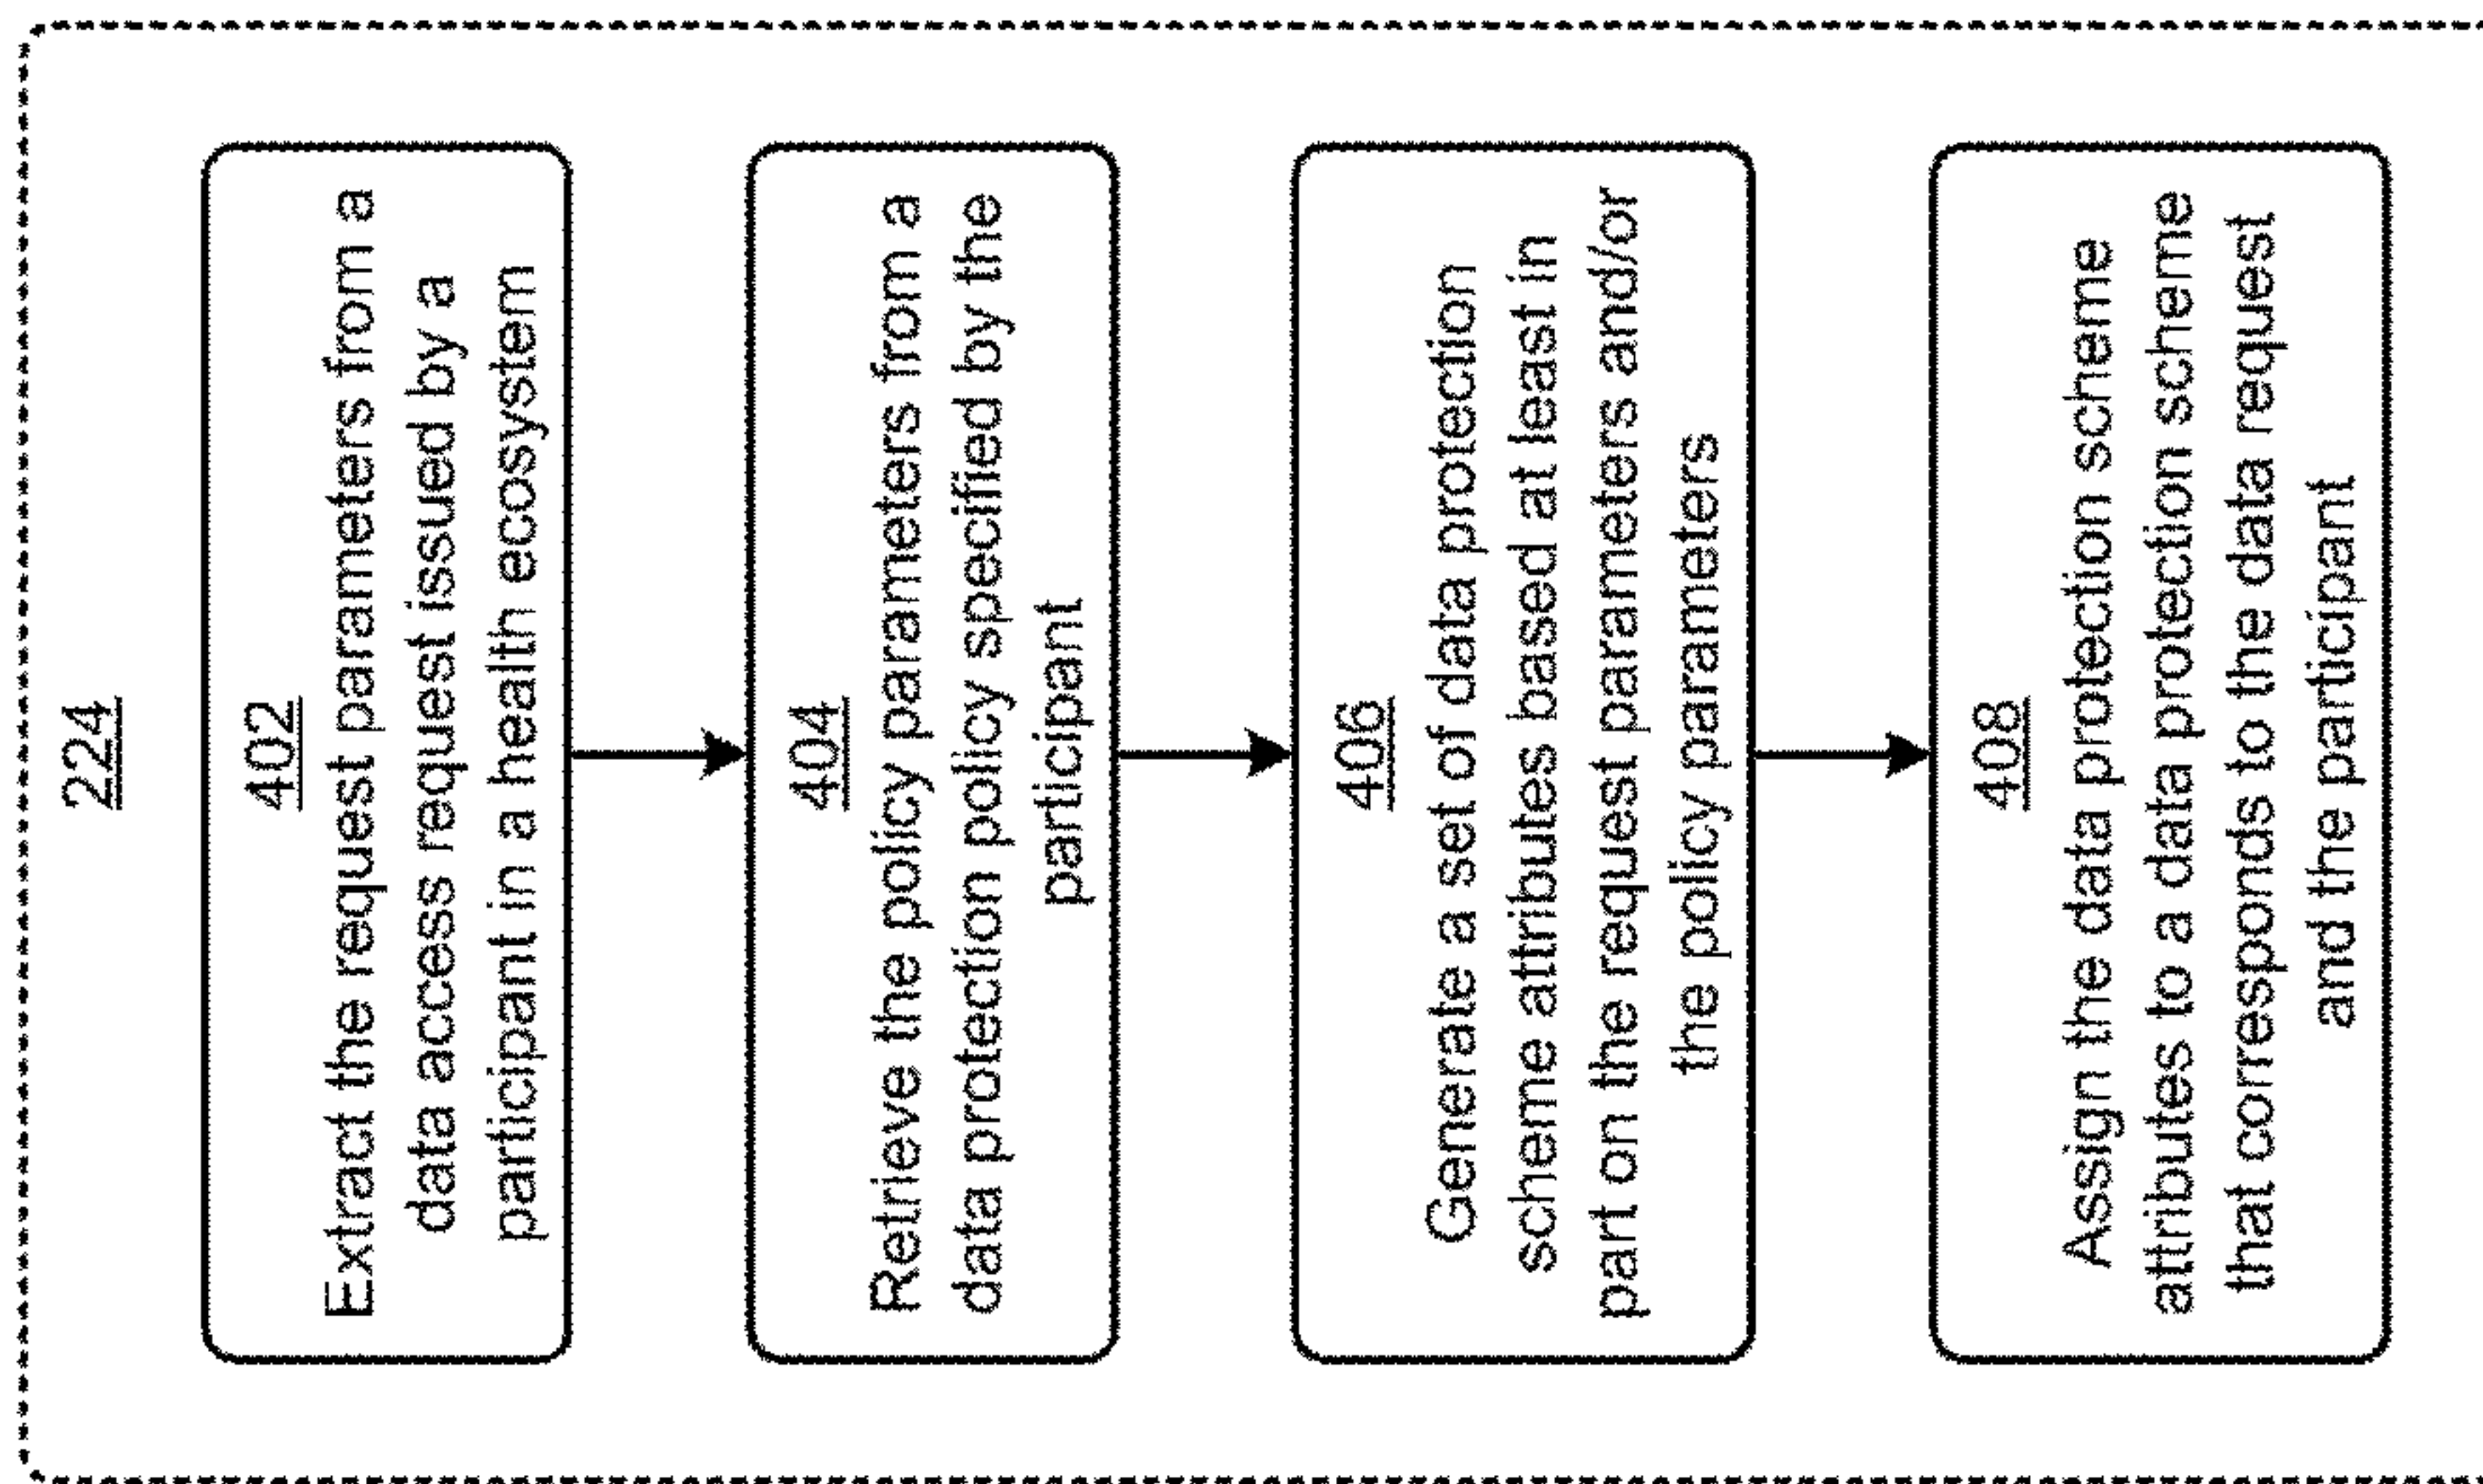 224
402
Extract the request parameters from a
data access request issued by a
participant in a health ecosystem
404
Retrieve the policy parameters from a
data protection policy specified by the
participant
406
Generate a set of data protection
scheme attributes based at least in
part on the request parameters and/or
the policy parameters
408
Assign the data protection scheme
attributes to a data protection scheme
that corresponds to the data request
and the participant